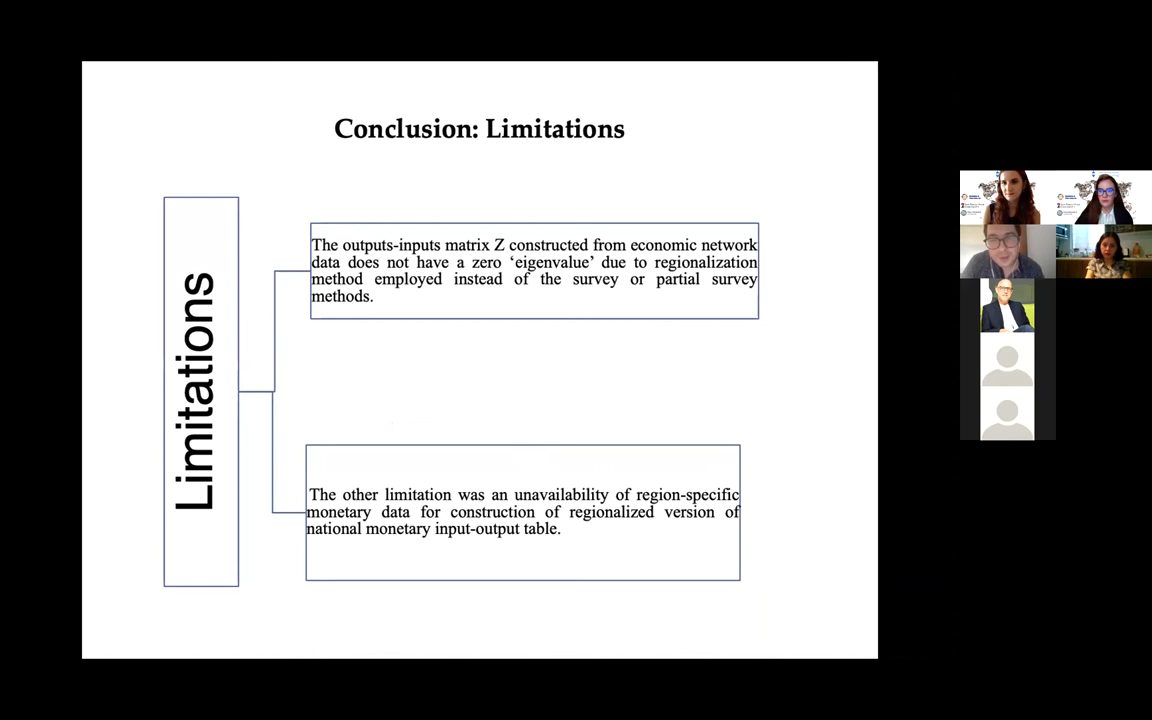 Conclusion: Limitations
Limitations
The outputs-inputs matrix Z constructed from economic network
data does not have a zero ‘eigenvalue’ due to regionalization
method employed instead of the survey or partial survey
methods.
The other limitation was an unavailability of region-specific
monetary data for construction of regionalized version of
national monetary input-output table.